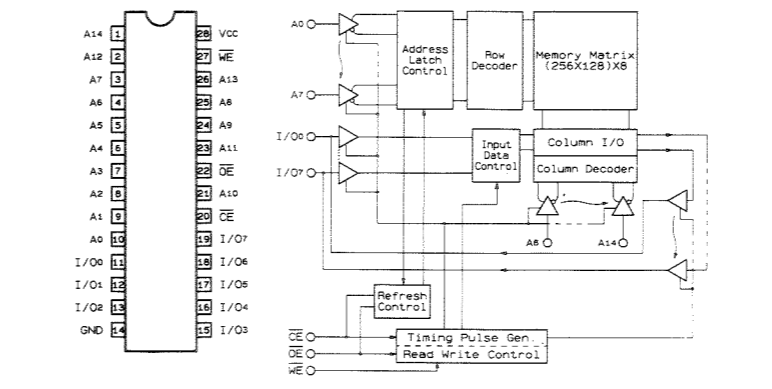 A14 1 28 VCC
A12 2 27 WE
A7 3 26 A13
A6 4 25 A8
A5 5 24 A9
A4 6 23 A11
A3 7 22 OE
A2 8 21 A10
A1 9 20 CE
A0 10 19 I/O7
I/O0 11 18 I/O6
I/O1 12 17 I/O5
I/O2 13 16 I/O4
GND 14 15 I/O3
A0
A7
I/O0
I/O7
Address
Latch
Control
Row
Decoder
Memory Matrix
(256X128)X8
Input
Data
Control
Column I/O
Column Decoder
A8
A14
Refresh
Control
CE
OE
WE
Timing Pulse Gen.
Read Write Control